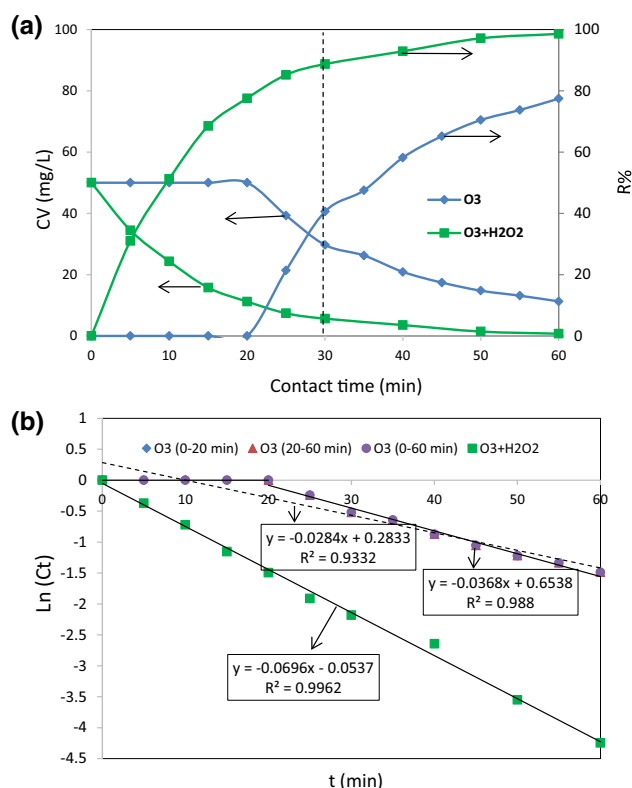 (a)
100
80
60
40
20
0
CV (mg/L)
100
80
60
40
20
0
R%
O3
O3+H2O2
0 10 20 30 40 50 60
Contact time (min)
(b)
O3 (0-20 min) O3 (20-60 min) O3 (0-60 min) O3+H2O2
1
0.5
0
-0.5
-1
-1.5
-2
-2.5
-3
-3.5
-4
-4.5
Ln (Ct)
0 10 20 30 40 50 60
y = -0.0284x + 0.2833
R² = 0.9332
y = -0.0368x + 0.6538
R² = 0.988
y = -0.0696x - 0.0537
R² = 0.9962
t (min)